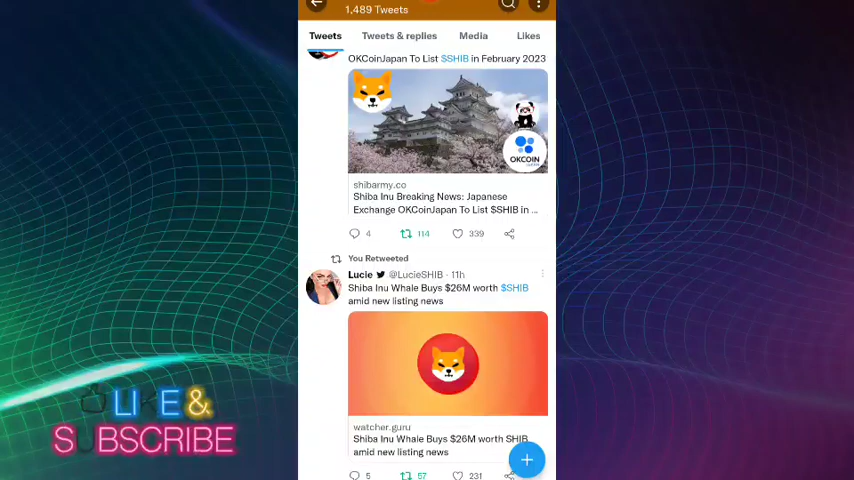 1,489 Tweets
Tweets
Tweets & replies
Media
Likes
OKCoinJapan To List $SHIB in February 2023
OKCOIN
JAPAN
shibarmy.co
Shiba Inu Breaking News: Japanese
Exchange OKCoinJapan To List $SHIB in ...
4
114
339
You Retweeted
Lucie @LucieSHIB · 11h
Shiba Inu Whale Buys $26M worth $SHIB
amid new listing news
watcher.guru
Shiba Inu Whale Buys $26M worth SHIB
amid new listing news
5
57
231
LIKE &
SUBSCRIBE